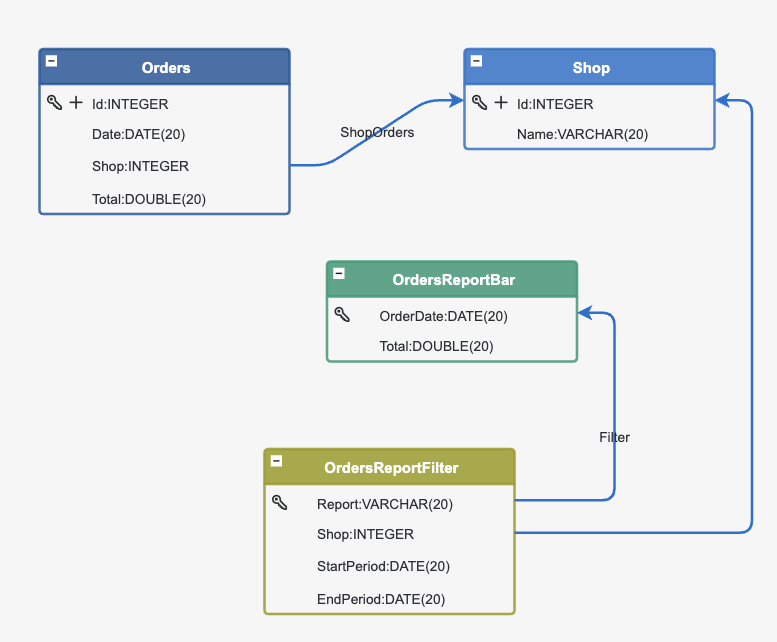 Orders
Id:INTEGER
Date:DATE(20)
Shop:INTEGER
Total:DOUBLE(20)
ShopOrders
Shop
Id:INTEGER
Name:VARCHAR(20)
OrdersReportBar
OrderDate:DATE(20)
Total:DOUBLE(20)
Filter
OrdersReportFilter
Report:VARCHAR(20)
Shop:INTEGER
StartPeriod:DATE(20)
EndPeriod:DATE(20)